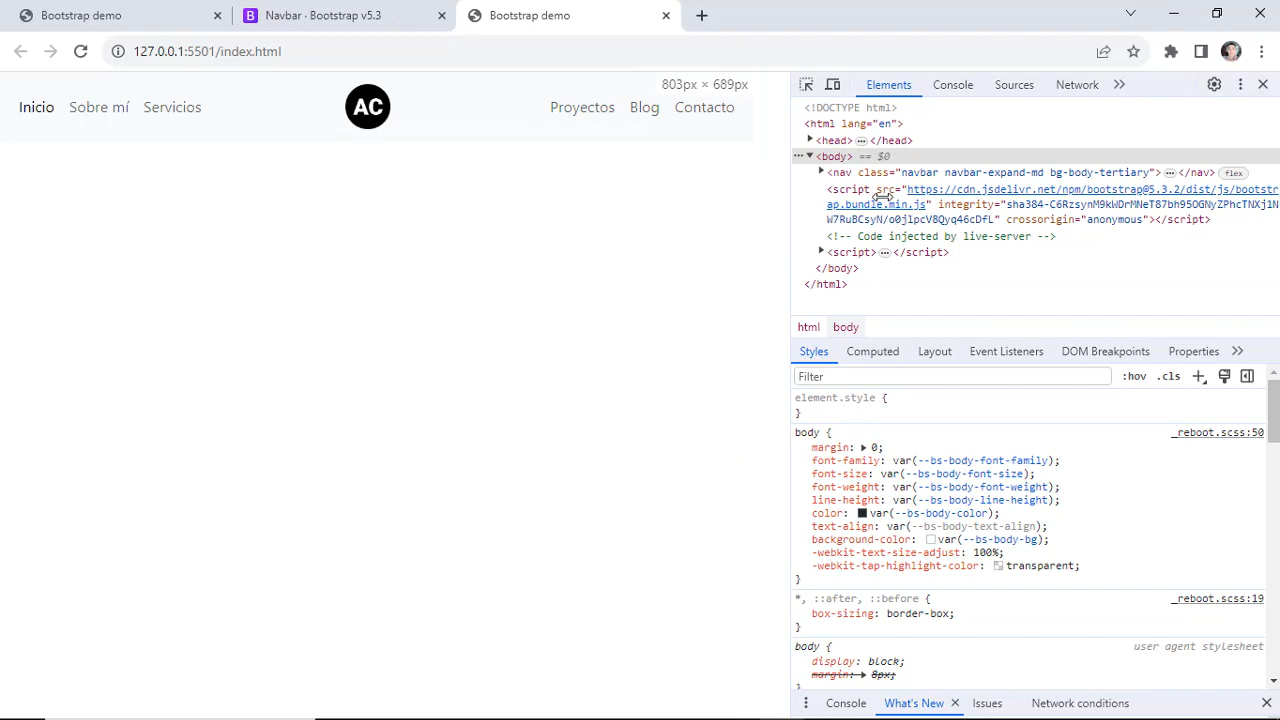 Bootstrap demo
Navbar · Bootstrap v5.3
Bootstrap demo
127.0.0.1:5501/index.html
803px × 689px
Inicio Sobre mí Servicios AC Proyectos Blog Contacto
Elements Console Sources Network
<!DOCTYPE html>
<html lang="en">
<head> ••• </head>
••• <body> == $0
<nav class="navbar navbar-expand-md bg-body-tertiary"> ••• </nav> flex
<script src="https://cdn.jsdelivr.net/npm/bootstrap@5.3.2/dist/js/bootstr
ap.bundle.min.js" integrity="sha384-C6RzsynM9kWDrMNeT87bh95OGNyZPhcTNXj1N
W7RuBCsyN/o0jlpcV8Qyq46cDfL" crossorigin="anonymous"></script>
<!-- Code injected by live-server -->
<script> ••• </script>
</body>
</html>
html body
Styles Computed Layout Event Listeners DOM Breakpoints Properties
Filter :hov .cls
element.style {
}
body { _reboot.scss:50
margin: 0;
font-family: var(--bs-body-font-family);
font-size: var(--bs-body-font-size);
font-weight: var(--bs-body-font-weight);
line-height: var(--bs-body-line-height);
color: var(--bs-body-color);
text-align: var(--bs-body-text-align);
background-color: var(--bs-body-bg);
-webkit-text-size-adjust: 100%;
-webkit-tap-highlight-color: transparent;
}
*, ::after, ::before { _reboot.scss:19
box-sizing: border-box;
}
body { user agent stylesheet
display: block;
margin: 8px;
Console What's New Issues Network conditions